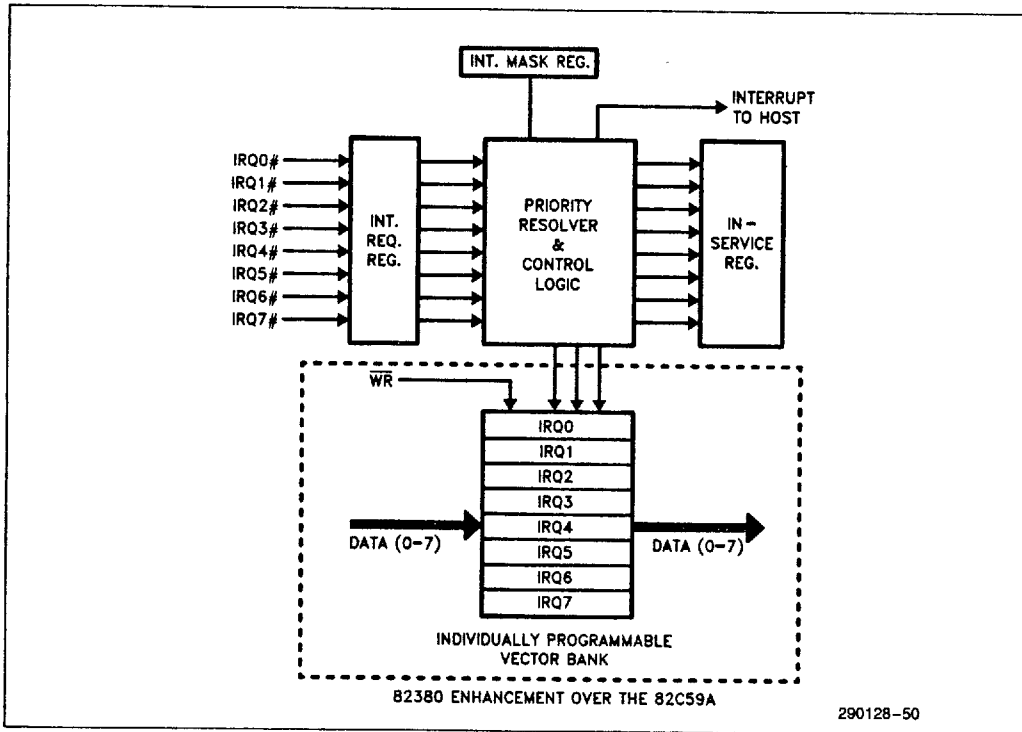 INT. MASK REG.
INTERRUPT
TO HOST
IRQ0#
IRQ1#
IRQ2#
IRQ3#
IRQ4#
IRQ5#
IRQ6#
IRQ7#
INT.
REQ.
REG.
PRIORITY
RESOLVER
&
CONTROL
LOGIC
IN-
SERVICE
REG.
WR
IRQ0
IRQ1
IRQ2
IRQ3
IRQ4
IRQ5
IRQ6
IRQ7
DATA (0-7)
DATA (0-7)
INDIVIDUALLY PROGRAMMABLE
VECTOR BANK
82380 ENHANCEMENT OVER THE 82C59A
290128-50